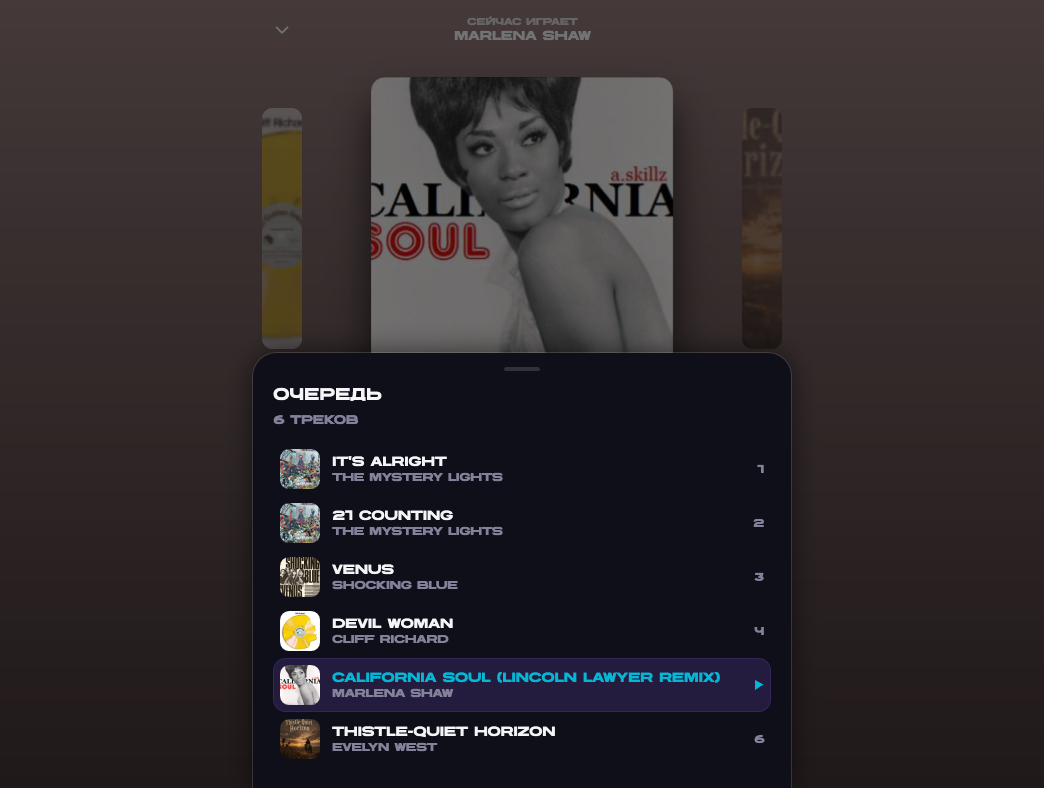 СЕЙЧАС ИГРАЕТ
MARLENA SHAW
a.skillz
SOUL
ОЧЕРЕДЬ
6 ТРЕКОВ
IT'S ALRIGHT
THE MYSTERY LIGHTS
1
21 COUNTING
THE MYSTERY LIGHTS
2
VENUS
SHOCKING BLUE
3
DEVIL WOMAN
CLIFF RICHARD
4
CALIFORNIA SOUL (LINCOLN LAWYER REMIX)
MARLENA SHAW
THISTLE-QUIET HORIZON
EVELYN WEST
6